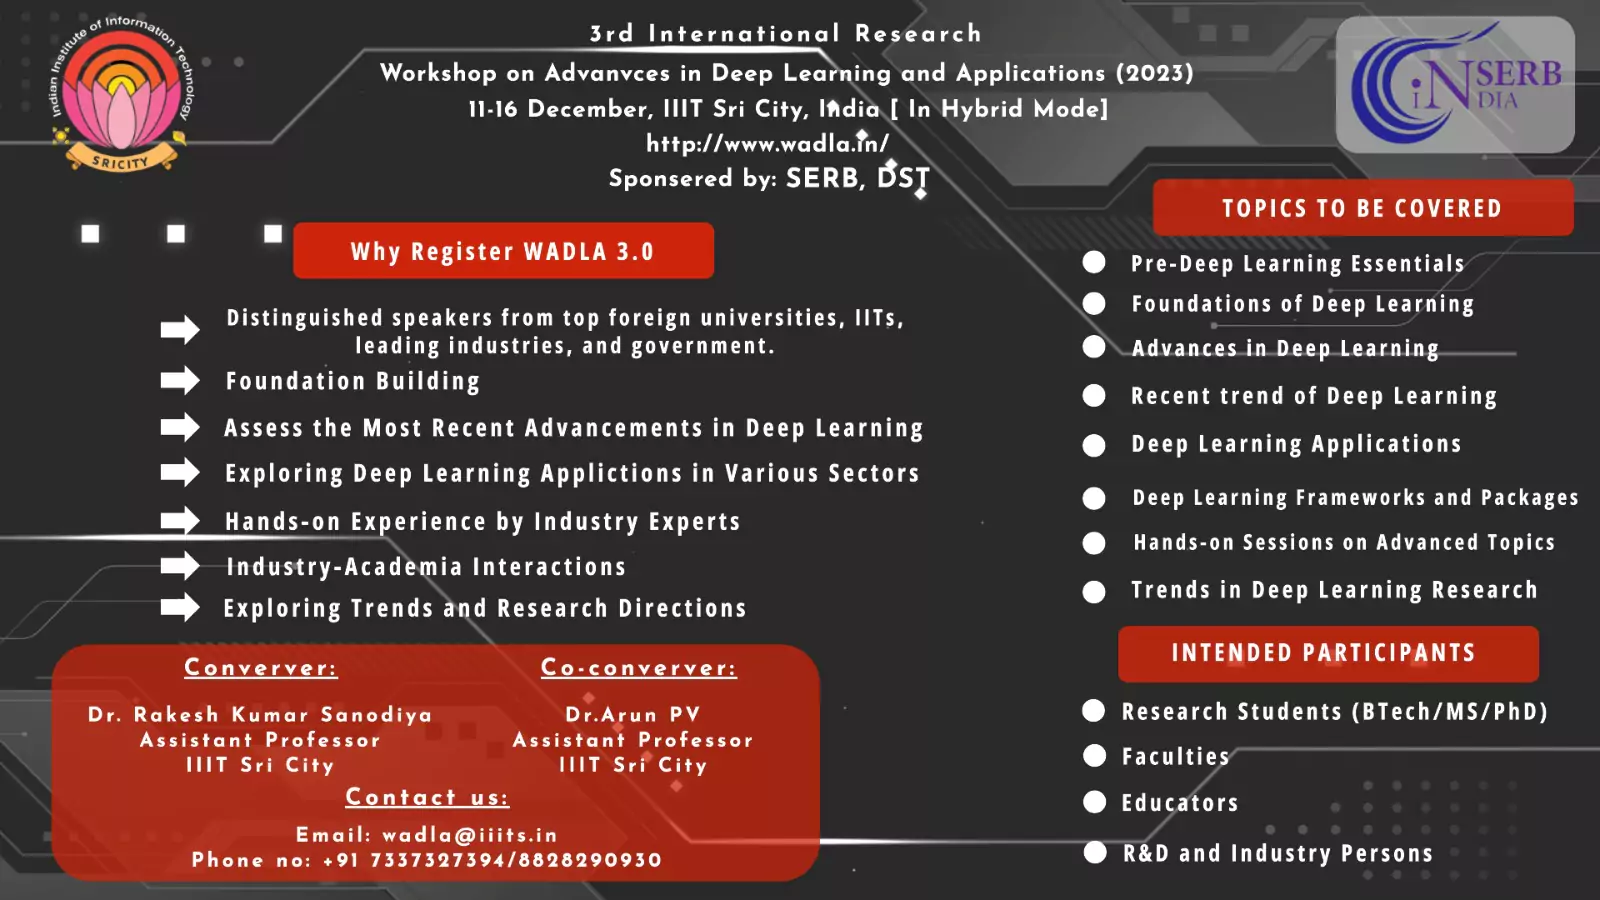 Indian Institute of Information Technology
SRICITY
3rd International Research
Workshop on Advanvces in Deep Learning and Applications (2023)
11-16 December, IIIT Sri City, India [ In Hybrid Mode]
http://www.wadla.in/
Sponsered by: SERB, DST
iNSERB
iNDIA
Why Register WADLA 3.0
Distinguished speakers from top foreign universities, IITs,
leading industries, and government.
Foundation Building
Assess the Most Recent Advancements in Deep Learning
Exploring Deep Learning Applictions in Various Sectors
Hands-on Experience by Industry Experts
Industry-Academia Interactions
Exploring Trends and Research Directions
Converver:
Dr. Rakesh Kumar Sanodiya
Assistant Professor
IIIT Sri City
Co-converver:
Dr.Arun PV
Assistant Professor
IIIT Sri City
Contact us:
Email: wadla@iiits.in
Phone no: +91 7337327394/8828290930
TOPICS TO BE COVERED
Pre-Deep Learning Essentials
Foundations of Deep Learning
Advances in Deep Learning
Recent trend of Deep Learning
Deep Learning Applications
Deep Learning Frameworks and Packages
Hands-on Sessions on Advanced Topics
Trends in Deep Learning Research
INTENDED PARTICIPANTS
Research Students (BTech/MS/PhD)
Faculties
Educators
R&D and Industry Persons